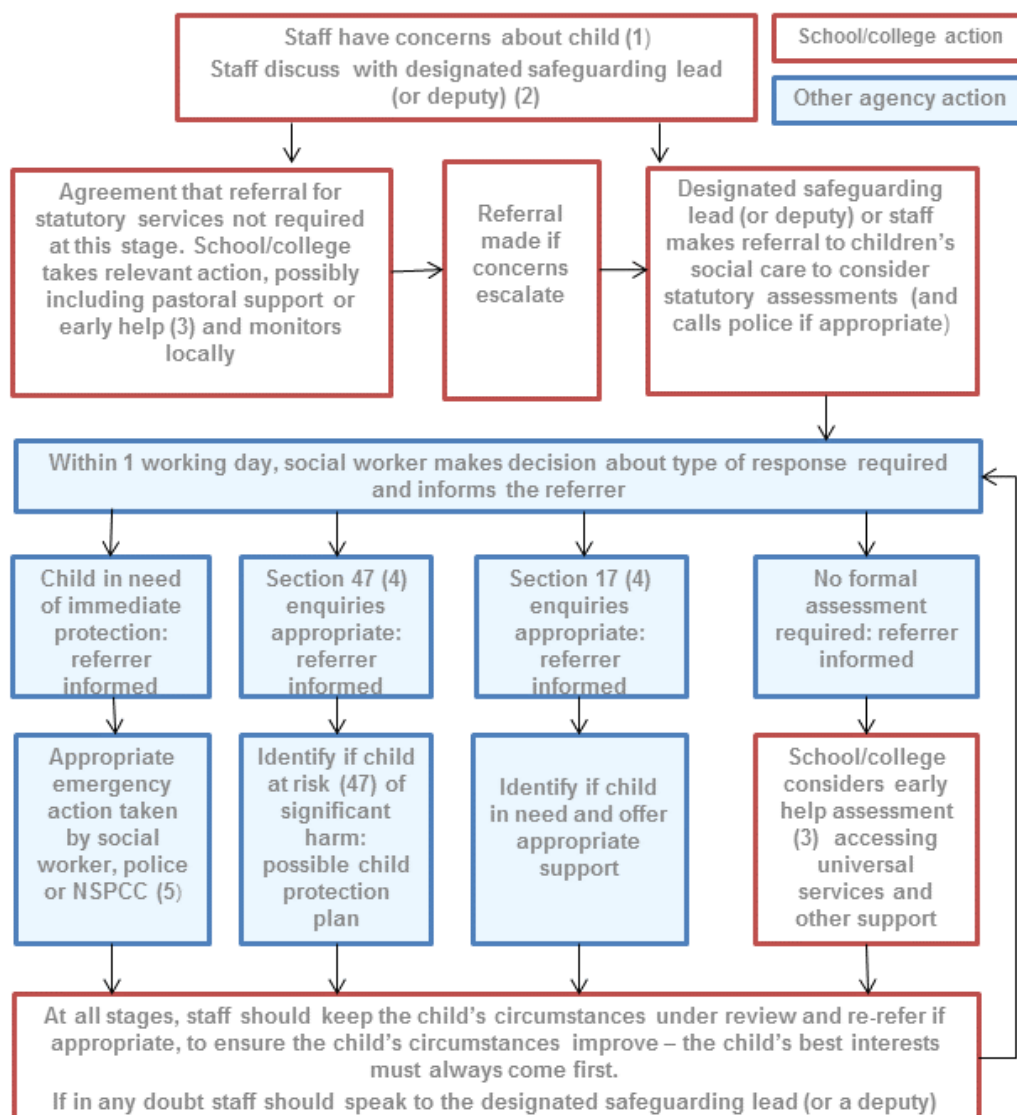 Staff have concerns about child (1)
Staff discuss with designated safeguarding lead
(or deputy) (2)
School/college action
Other agency action
Agreement that referral for
statutory services not required
at this stage. School/college
takes relevant action, possibly
including pastoral support or
early help (3) and monitors
locally
Referral
made if
concerns
escalate
Designated safeguarding
lead (or deputy) or staff
makes referral to children's
social care to consider
statutory assessments (and
calls police if appropriate)
Within 1 working day, social worker makes decision about type of response required
and informs the referrer
Child in need
of immediate
protection:
referrer
informed
Section 47 (4)
enquiries
appropriate:
referrer
informed
Section 17 (4)
enquiries
appropriate:
referrer
informed
No formal
assessment
required: referrer
informed
Appropriate
emergency
action taken
by social
worker, police
or NSPCC (5)
Identify if child
at risk (47) of
significant
harm:
possible child
protection
plan
Identify if child
in need and offer
appropriate
support
School/college
considers early
help assessment
(3) accessing
universal
services and
other support
At all stages, staff should keep the child's circumstances under review and re-refer if
appropriate, to ensure the child's circumstances improve – the child's best interests
must always come first.
If in any doubt staff should speak to the designated safeguarding lead (or a deputy)